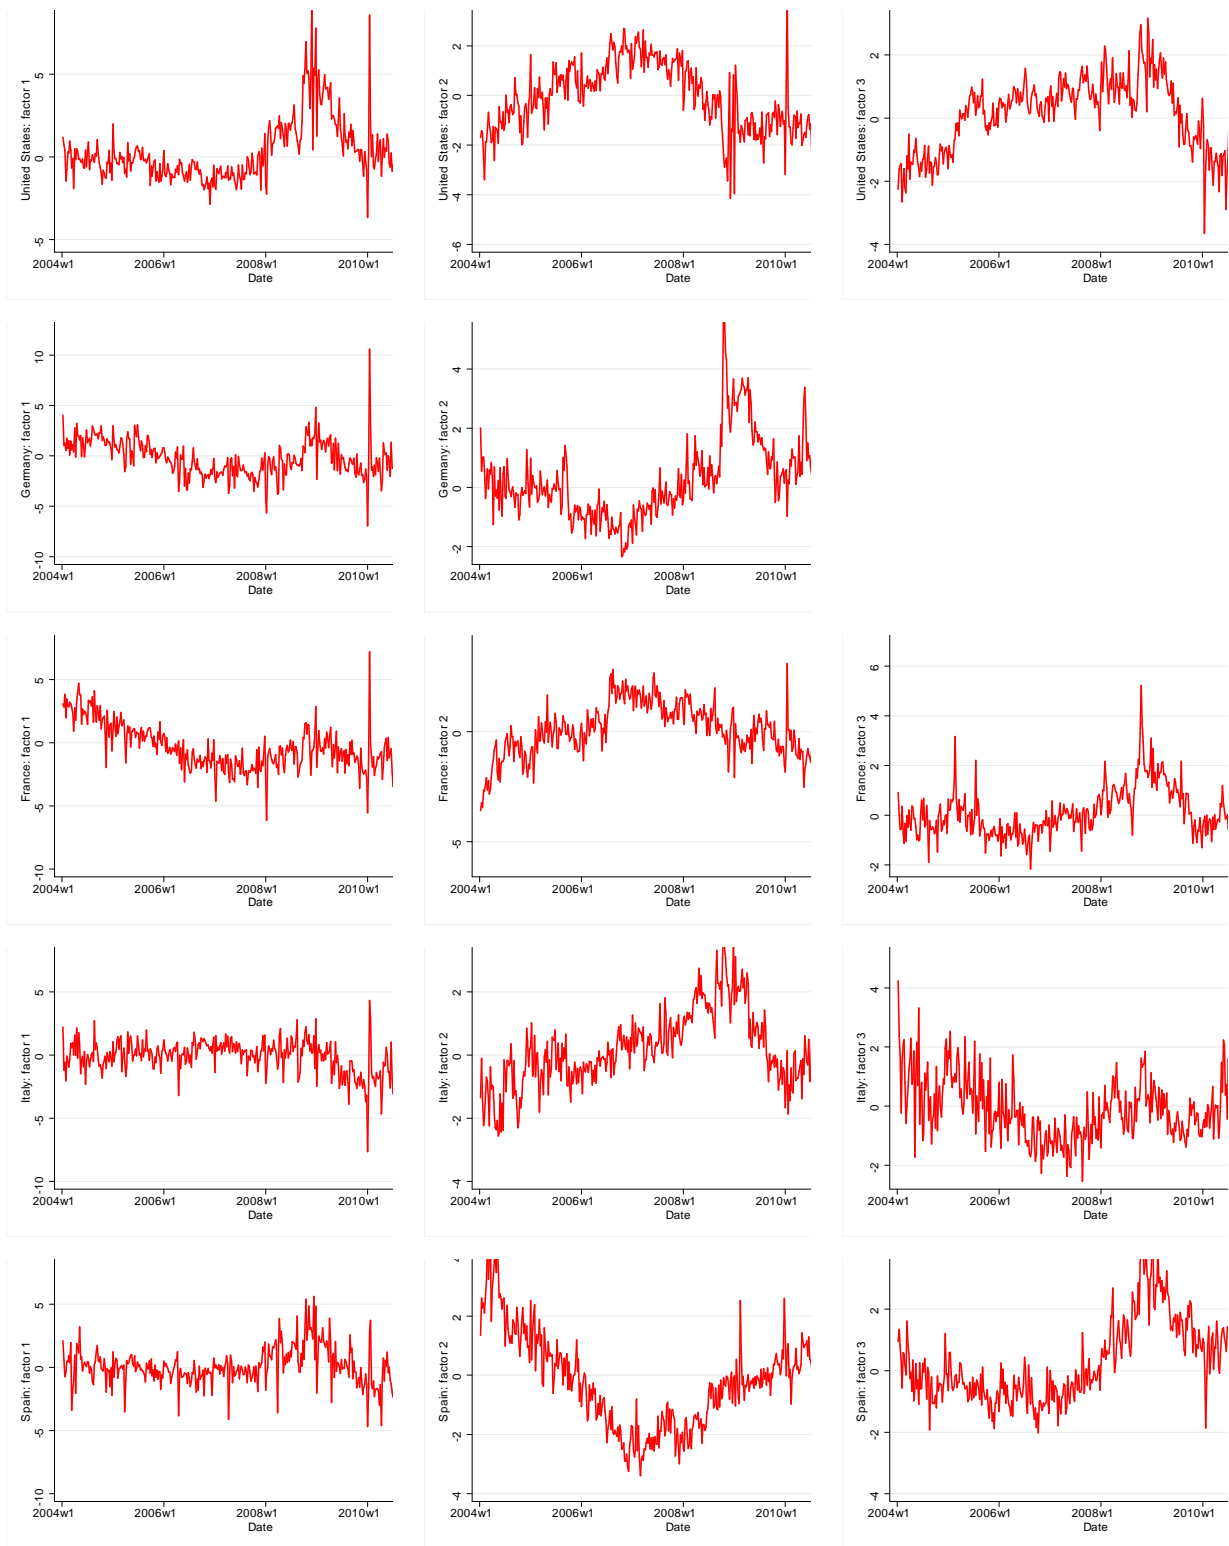 United States: factor 1
5
0
-5
2004w1 2006w1 2008w1 2010w1
Date
United States: factor 2
2
0
-2
-4
-6
2004w1 2006w1 2008w1 2010w1
Date
United States: factor 3
2
0
-2
-4
2004w1 2006w1 2008w1 2010w1
Date
Germany: factor 1
10
5
0
-5
-10
2004w1 2006w1 2008w1 2010w1
Date
Germany: factor 2
4
2
0
-2
2004w1 2006w1 2008w1 2010w1
Date
France: factor 1
5
0
-5
-10
2004w1 2006w1 2008w1 2010w1
Date
France: factor 2
0
-5
2004w1 2006w1 2008w1 2010w1
Date
France: factor 3
6
4
2
0
-2
2004w1 2006w1 2008w1 2010w1
Date
Italy: factor 1
5
0
-5
-10
2004w1 2006w1 2008w1 2010w1
Date
Italy: factor 2
2
0
-2
-4
2004w1 2006w1 2008w1 2010w1
Date
Italy: factor 3
4
2
0
-2
2004w1 2006w1 2008w1 2010w1
Date
Spain: factor 1
5
0
-5
-10
2004w1 2006w1 2008w1 2010w1
Date
Spain: factor 2
2
0
-2
-4
2004w1 2006w1 2008w1 2010w1
Date
Spain: factor 3
2
0
-2
-4
2004w1 2006w1 2008w1 2010w1
Date